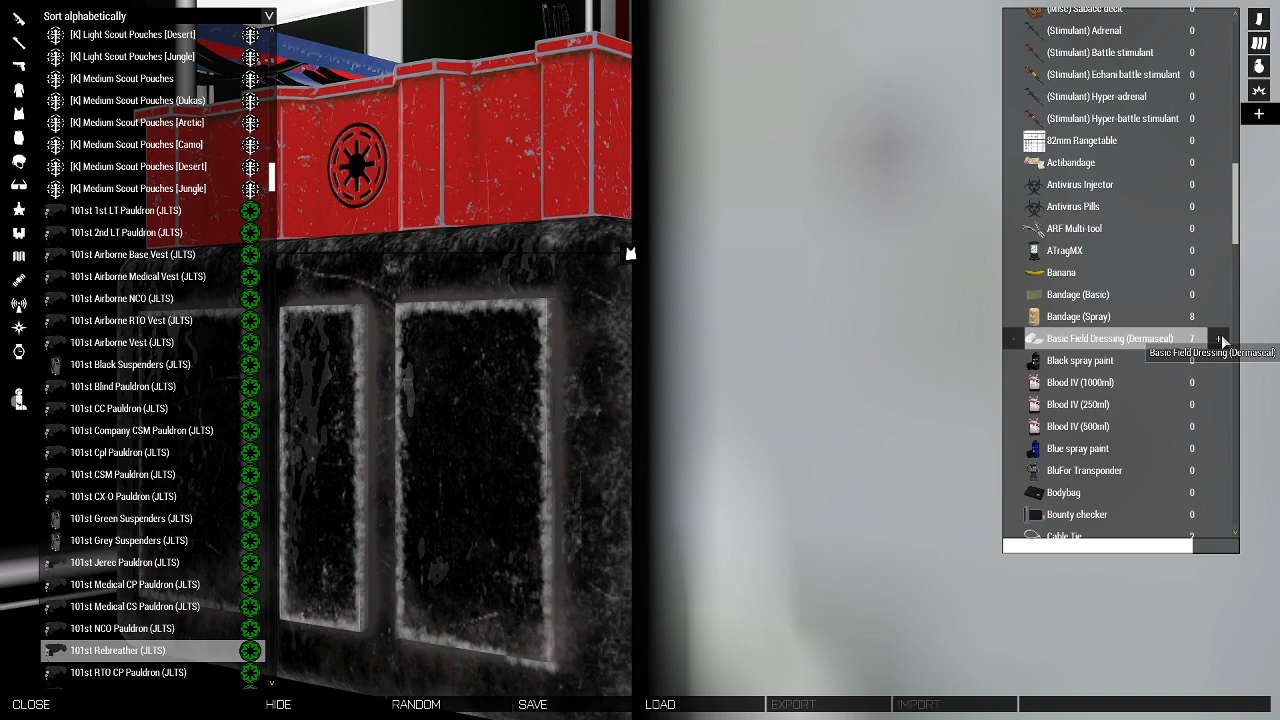 Sort alphabetically
[K] Light Scout Pouches [Desert]
[K] Light Scout Pouches [Jungle]
[K] Medium Scout Pouches
[K] Medium Scout Pouches (Dukas)
[K] Medium Scout Pouches [Arctic]
[K] Medium Scout Pouches [Camo]
[K] Medium Scout Pouches [Desert]
[K] Medium Scout Pouches [Jungle]
101st 1st LT Pauldron (JLTS)
101st 2nd LT Pauldron (JLTS)
101st Airborne Base Vest (JLTS)
101st Airborne Medical Vest (JLTS)
101st Airborne NCO (JLTS)
101st Airborne RTO Vest (JLTS)
101st Airborne Vest (JLTS)
101st Black Suspenders (JLTS)
101st Blind Pauldron (JLTS)
101st CC Pauldron (JLTS)
101st Company CSM Pauldron (JLTS)
101st Cpl Pauldron (JLTS)
101st CSM Pauldron (JLTS)
101st CX-O Pauldron (JLTS)
101st Green Suspenders (JLTS)
101st Grey Suspenders (JLTS)
101st Jerec Pauldron (JLTS)
101st Medical CP Pauldron (JLTS)
101st Medical CS Pauldron (JLTS)
101st NCO Pauldron (JLTS)
101st Rebreather (JLTS)
101st RTO CP Pauldron (JLTS)
(Misc) Sabacc deck 0
(Stimulant) Adrenal 0
(Stimulant) Battle stimulant 0
(Stimulant) Echani battle stimulant 0
(Stimulant) Hyper-adrenal 0
(Stimulant) Hyper-battle stimulant 0
32mm Rangetable 0
Actibandage 0
Antivirus Injector 0
Antivirus Pills 0
ARF Multi-tool 0
ATragMX 0
Banana 0
Bandage (Basic) 0
Bandage (Spray) 8
Basic Field Dressing (Dermaseal) 7
Basic Field Dressing (Dermaseal)
Black spray paint 0
Blood IV (1000ml) 0
Blood IV (250ml) 0
Blood IV (500ml) 0
Blue spray paint 0
BluFor Transponder 0
Bodybag 0
Bounty checker 0
Cable Tie 2
CLOSE
HIDE
RANDOM
SAVE
LOAD
EXPORT
IMPORT